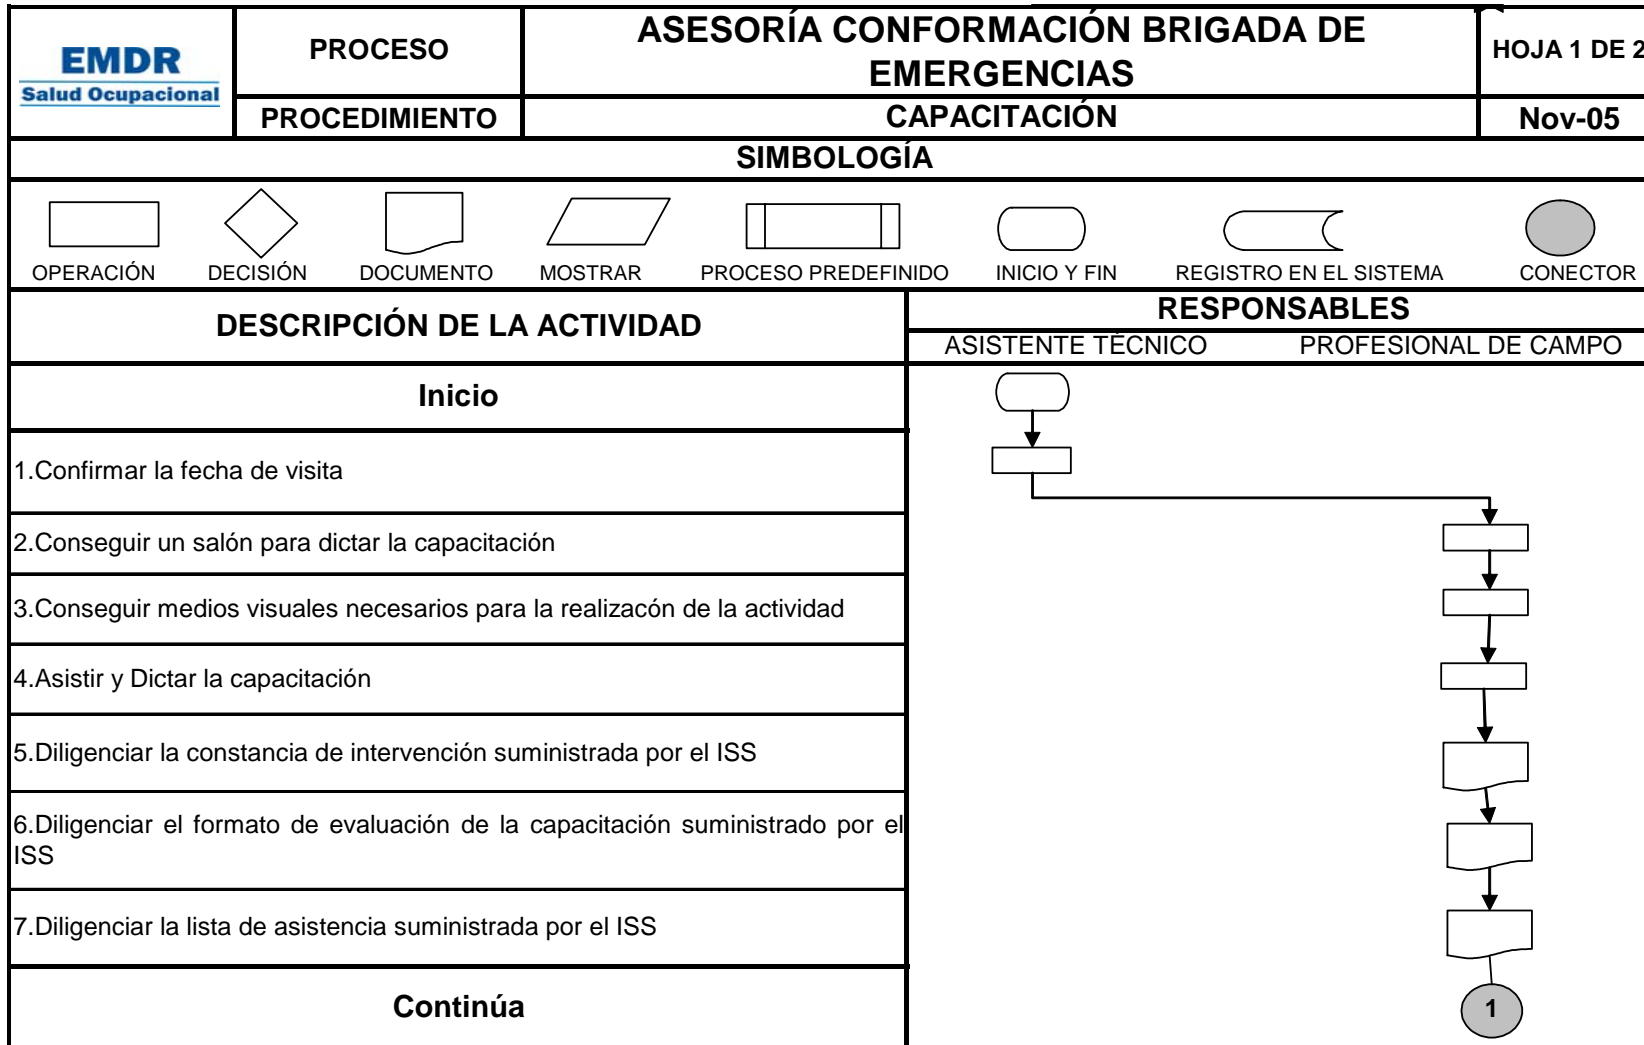 EMDR
Salud Ocupacional
PROCESO
ASESORÍA CONFORMACIÓN BRIGADA DE
EMERGENCIAS
HOJA 1 DE 2
PROCEDIMIENTO
CAPACITACIÓN
Nov-05
SIMBOLOGÍA
OPERACIÓN
DECISIÓN
DOCUMENTO
MOSTRAR
PROCESO PREDEFINIDO
INICIO Y FIN
REGISTRO EN EL SISTEMA
CONECTOR
DESCRIPCIÓN DE LA ACTIVIDAD
RESPONSABLES
ASISTENTE TÉCNICO
PROFESIONAL DE CAMPO
Inicio
1.Confirmar la fecha de visita
2.Conseguir un salón para dictar la capacitación
3.Conseguir medios visuales necesarios para la realizacón de la actividad
4.Asistir y Dictar la capacitación
5.Diligenciar la constancia de intervención suministrada por el ISS
6.Diligenciar el formato de evaluación de la capacitación suministrado por el
ISS
7.Diligenciar la lista de asistencia suministrada por el ISS
Continúa
1